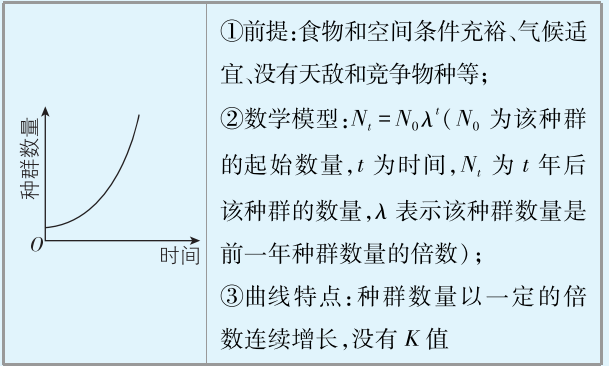 种群数量
O
时间
①前提:食物和空间条件充裕、气候适
宜、没有天敌和竞争物种等;
②数学模型:Nₜ=N₀λᵗ(N₀ 为该种群
的起始数量,t 为时间,Nₜ 为 t 年后
该种群的数量,λ 表示该种群数量是
前一年种群数量的倍数);
③曲线特点:种群数量以一定的倍
数连续增长,没有 K 值